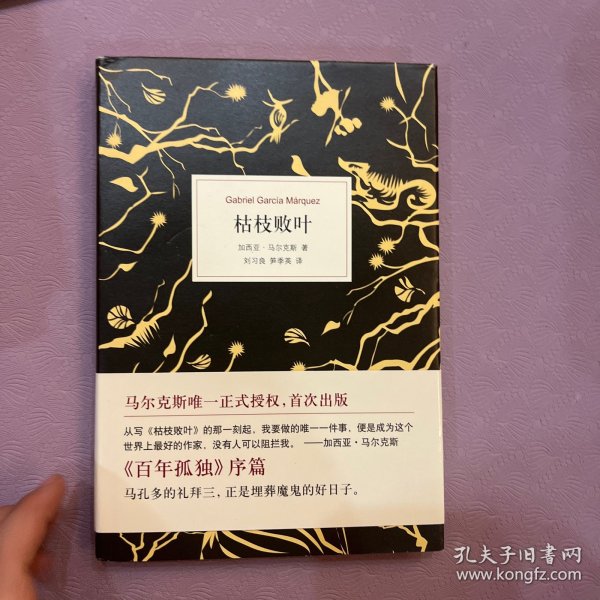 Gabriel García Márquez
枯枝败叶
加西亚·马尔克斯 著
刘习良 笋季英 译
马尔克斯唯一正式授权,首次出版
从写《枯枝败叶》的那一刻起,我要做的唯一一件事,便是成为这个
世界上最好的作家,没有人可以阻拦我。 ——加西亚·马尔克斯
《百年孤独》序篇
马孔多的礼拜三,正是埋葬魔鬼的好日子。
孔夫子旧书网
www.kongfz.com